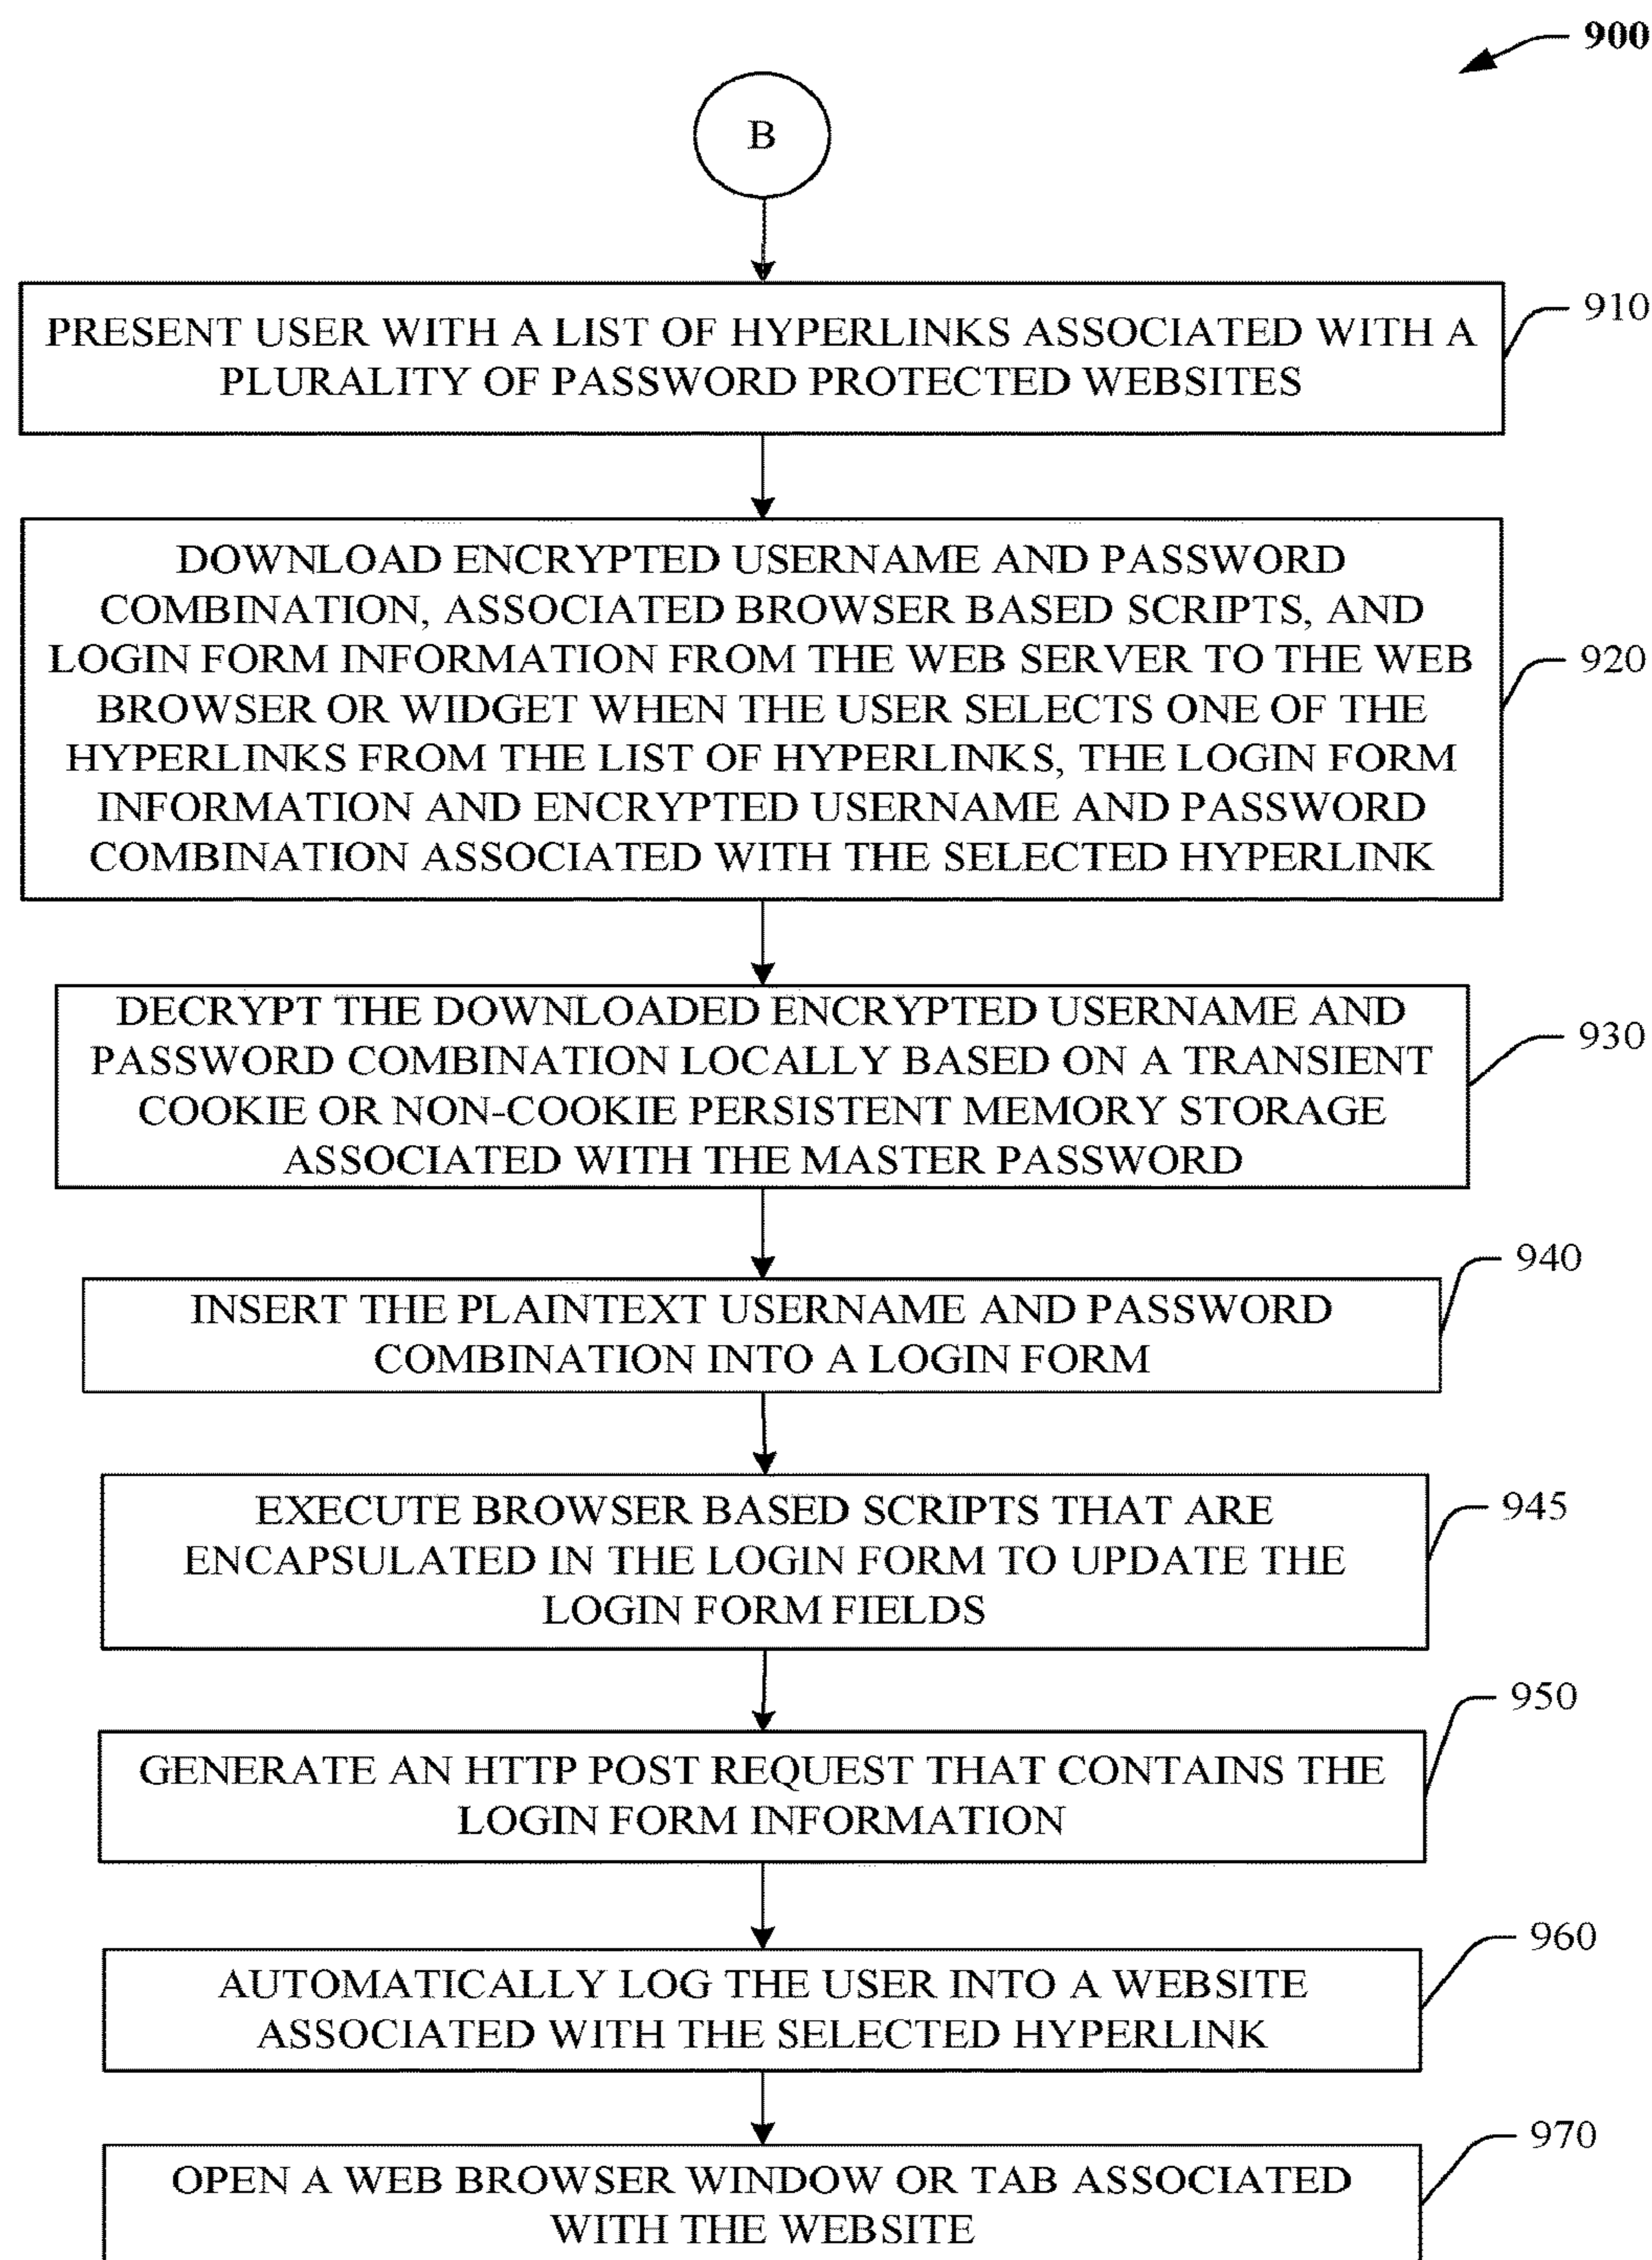 900
B
PRESENT USER WITH A LIST OF HYPERLINKS ASSOCIATED WITH A
PLURALITY OF PASSWORD PROTECTED WEBSITES
910
DOWNLOAD ENCRYPTED USERNAME AND PASSWORD
COMBINATION, ASSOCIATED BROWSER BASED SCRIPTS, AND
LOGIN FORM INFORMATION FROM THE WEB SERVER TO THE WEB
BROWSER OR WIDGET WHEN THE USER SELECTS ONE OF THE
HYPERLINKS FROM THE LIST OF HYPERLINKS, THE LOGIN FORM
INFORMATION AND ENCRYPTED USERNAME AND PASSWORD
COMBINATION ASSOCIATED WITH THE SELECTED HYPERLINK
920
DECRYPT THE DOWNLOADED ENCRYPTED USERNAME AND
PASSWORD COMBINATION LOCALLY BASED ON A TRANSIENT
COOKIE OR NON-COOKIE PERSISTENT MEMORY STORAGE
ASSOCIATED WITH THE MASTER PASSWORD
930
INSERT THE PLAINTEXT USERNAME AND PASSWORD
COMBINATION INTO A LOGIN FORM
940
EXECUTE BROWSER BASED SCRIPTS THAT ARE
ENCAPSULATED IN THE LOGIN FORM TO UPDATE THE
LOGIN FORM FIELDS
945
GENERATE AN HTTP POST REQUEST THAT CONTAINS THE
LOGIN FORM INFORMATION
950
AUTOMATICALLY LOG THE USER INTO A WEBSITE
ASSOCIATED WITH THE SELECTED HYPERLINK
960
OPEN A WEB BROWSER WINDOW OR TAB ASSOCIATED
WITH THE WEBSITE
970